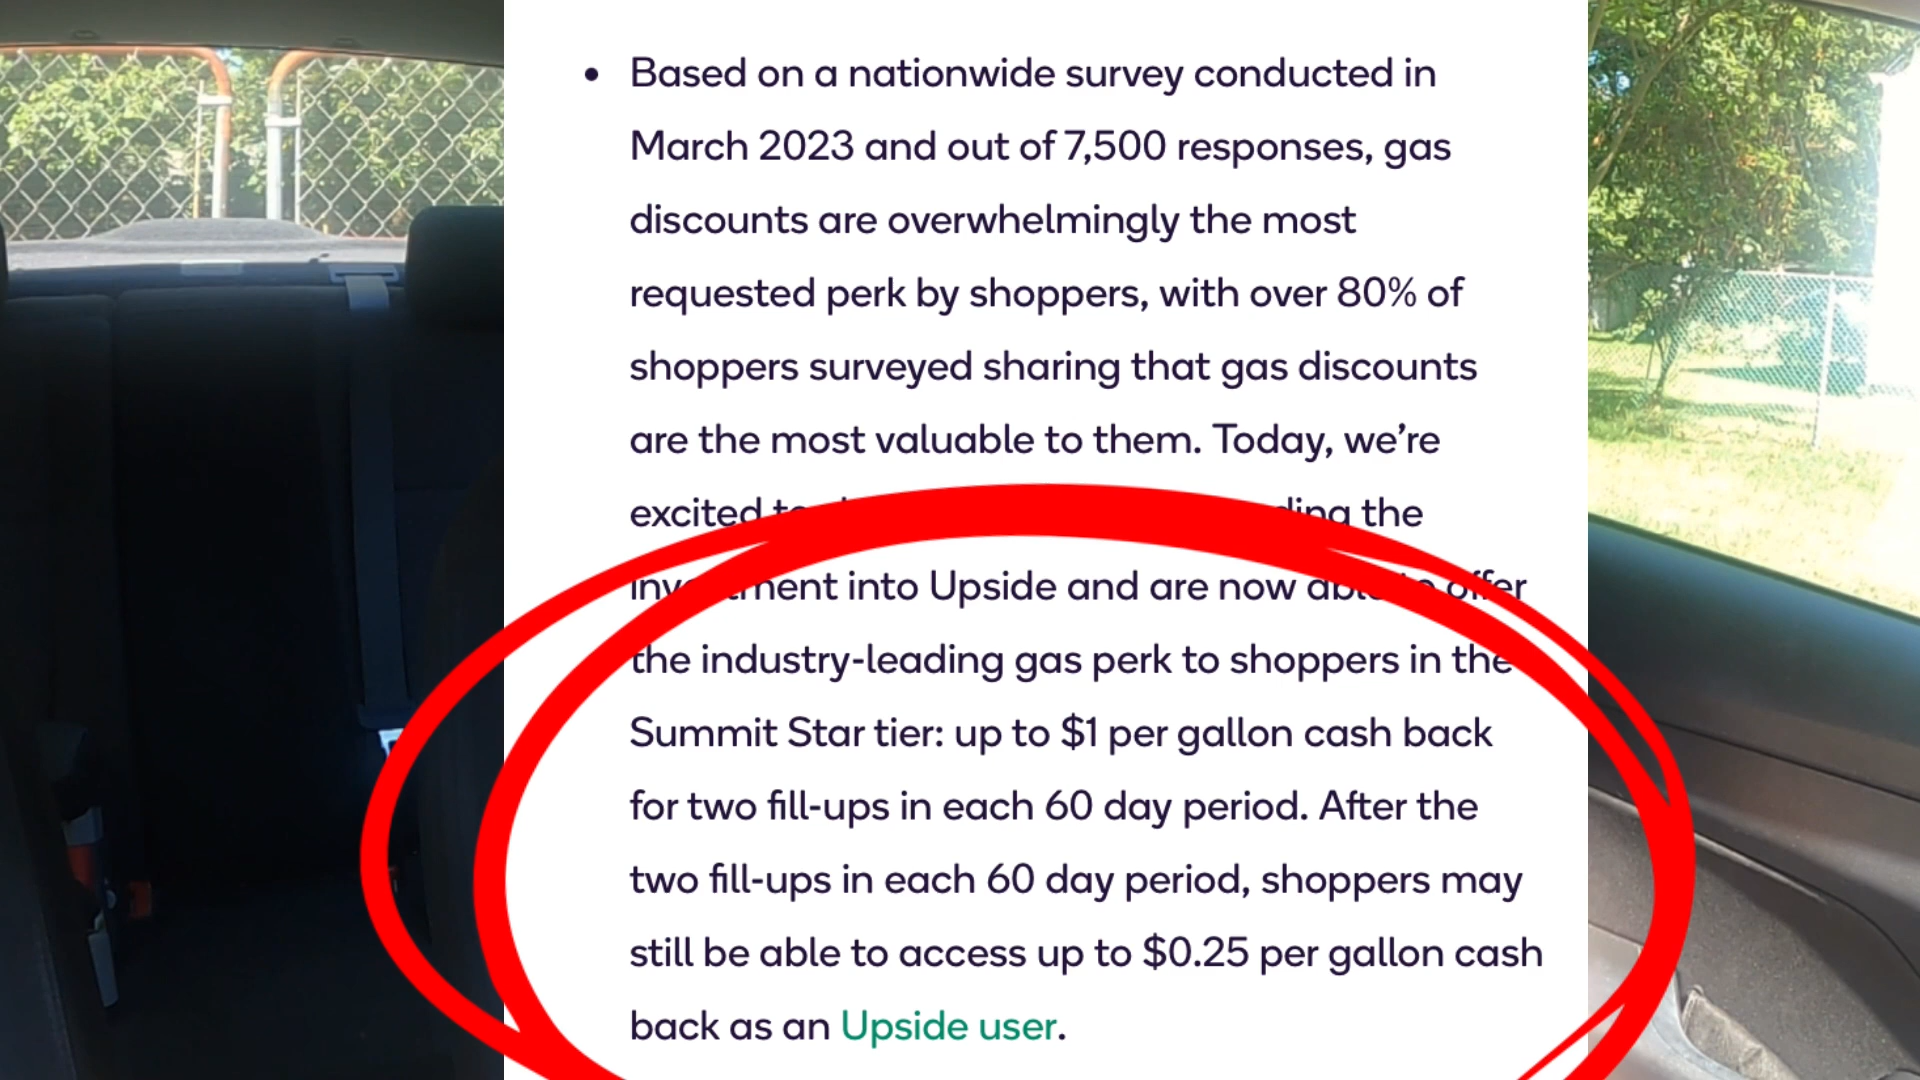 • Based on a nationwide survey conducted in
March 2023 and out of 7,500 responses, gas
discounts are overwhelmingly the most
requested perk by shoppers, with over 80% of
shoppers surveyed sharing that gas discounts
are the most valuable to them. Today, we’re
excited the
into Upside and are now offer
the industry-leading gas perk to shoppers in the
Summit Star tier: up to $1 per gallon cash back
for two fill-ups in each 60 day period. After the
two fill-ups in each 60 day period, shoppers may
still be able to access up to $0.25 per gallon cash
back as an Upside user.